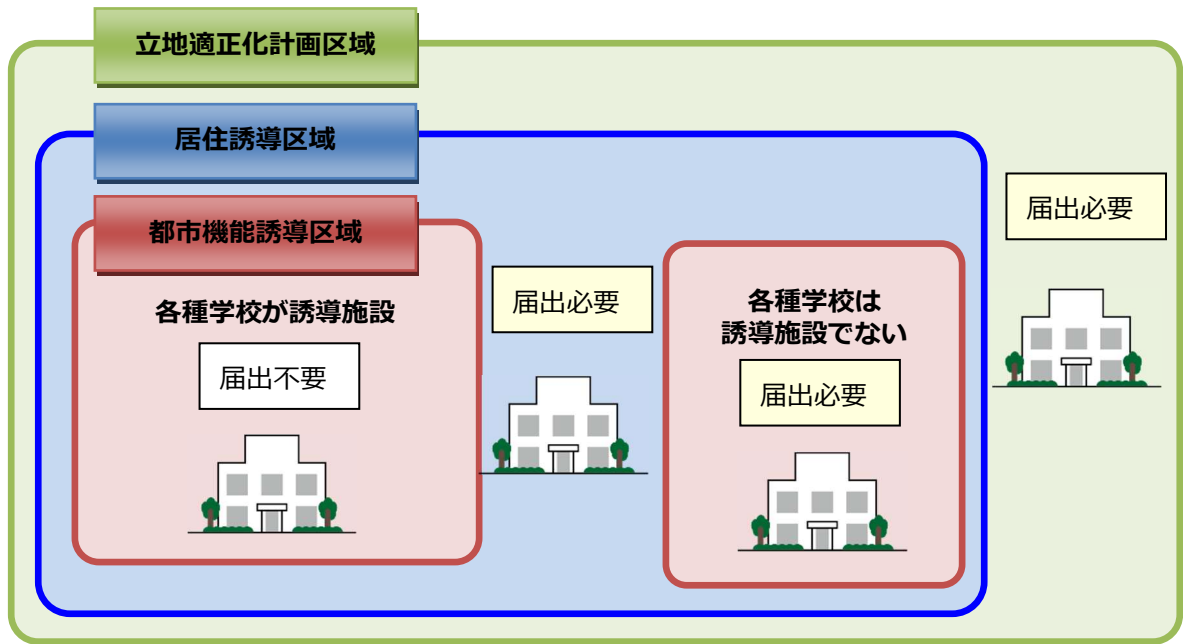 立地適正化計画区域
居住誘導区域
都市機能誘導区域
各種学校が誘導施設
届出不要
届出必要
各種学校は
誘導施設でない
届出必要
届出必要